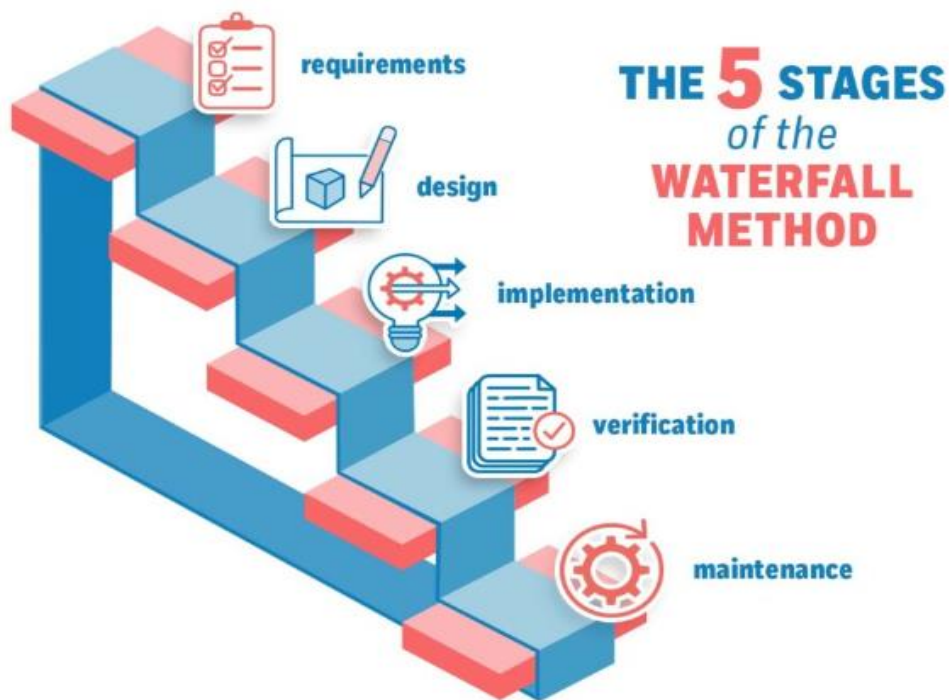 THE 5 STAGES
of the
WATERFALL
METHOD
requirements
design
implementation
verification
maintenance